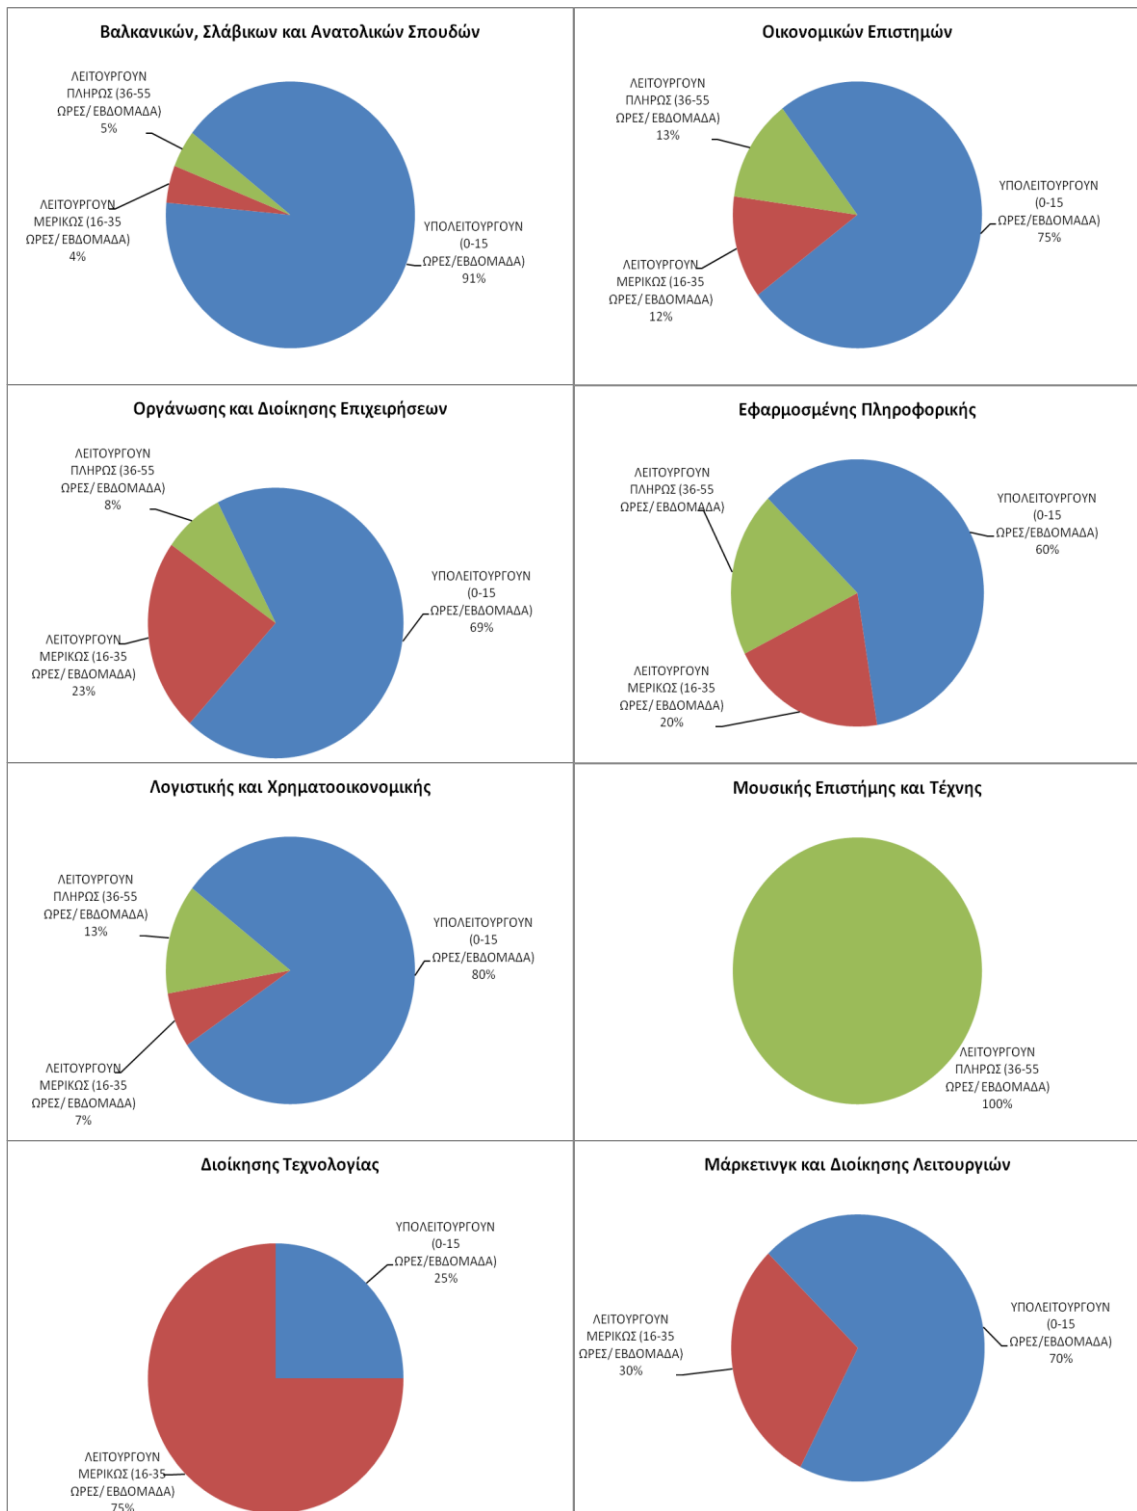 Βαλκανικών, Σλάβικων και Ανατολικών Σπουδών
ΛΕΙΤΟΥΡΓΟΥΝ
ΠΛΗΡΩΣ (36-55
ΩΡΕΣ/ΕΒΔΟΜΑΔΑ)
5%
ΛΕΙΤΟΥΡΓΟΥΝ
ΜΕΡΙΚΩΣ (16-35
ΩΡΕΣ/ΕΒΔΟΜΑΔΑ)
4%
ΥΠΟΛΕΙΤΟΥΡΓΟΥΝ
(0-15
ΩΡΕΣ/ΕΒΔΟΜΑΔΑ)
91%
Οικονομικών Επιστημών
ΛΕΙΤΟΥΡΓΟΥΝ
ΠΛΗΡΩΣ (36-55
ΩΡΕΣ/ΕΒΔΟΜΑΔΑ)
13%
ΥΠΟΛΕΙΤΟΥΡΓΟΥΝ
(0-15
ΩΡΕΣ/ΕΒΔΟΜΑΔΑ)
75%
ΛΕΙΤΟΥΡΓΟΥΝ
ΜΕΡΙΚΩΣ (16-35
ΩΡΕΣ/ΕΒΔΟΜΑΔΑ)
12%
Οργάνωσης και Διοίκησης Επιχειρήσεων
ΛΕΙΤΟΥΡΓΟΥΝ
ΠΛΗΡΩΣ (36-55
ΩΡΕΣ/ΕΒΔΟΜΑΔΑ)
8%
ΥΠΟΛΕΙΤΟΥΡΓΟΥΝ
(0-15
ΩΡΕΣ/ΕΒΔΟΜΑΔΑ)
69%
ΛΕΙΤΟΥΡΓΟΥΝ
ΜΕΡΙΚΩΣ (16-35
ΩΡΕΣ/ΕΒΔΟΜΑΔΑ)
23%
Εφαρμοσμένης Πληροφορικής
ΛΕΙΤΟΥΡΓΟΥΝ
ΠΛΗΡΩΣ (36-55
ΩΡΕΣ/ΕΒΔΟΜΑΔΑ)
ΥΠΟΛΕΙΤΟΥΡΓΟΥΝ
(0-15
ΩΡΕΣ/ΕΒΔΟΜΑΔΑ)
60%
ΛΕΙΤΟΥΡΓΟΥΝ
ΜΕΡΙΚΩΣ (16-35
ΩΡΕΣ/ΕΒΔΟΜΑΔΑ)
20%
Λογιστικής και Χρηματοοικονομικής
ΛΕΙΤΟΥΡΓΟΥΝ
ΠΛΗΡΩΣ (36-55
ΩΡΕΣ/ΕΒΔΟΜΑΔΑ)
13%
ΥΠΟΛΕΙΤΟΥΡΓΟΥΝ
(0-15
ΩΡΕΣ/ΕΒΔΟΜΑΔΑ)
80%
ΛΕΙΤΟΥΡΓΟΥΝ
ΜΕΡΙΚΩΣ (16-35
ΩΡΕΣ/ΕΒΔΟΜΑΔΑ)
7%
Μουσικής Επιστήμης και Τέχνης
ΛΕΙΤΟΥΡΓΟΥΝ
ΠΛΗΡΩΣ (36-55
ΩΡΕΣ/ΕΒΔΟΜΑΔΑ)
100%
Διοίκησης Τεχνολογίας
ΥΠΟΛΕΙΤΟΥΡΓΟΥΝ
(0-15
ΩΡΕΣ/ΕΒΔΟΜΑΔΑ)
25%
ΛΕΙΤΟΥΡΓΟΥΝ
ΜΕΡΙΚΩΣ (16-35
ΩΡΕΣ/ΕΒΔΟΜΑΔΑ)
75%
Μάρκετινγκ και Διοίκησης Λειτουργιών
ΥΠΟΛΕΙΤΟΥΡΓΟΥΝ
(0-15
ΩΡΕΣ/ΕΒΔΟΜΑΔΑ)
70%
ΛΕΙΤΟΥΡΓΟΥΝ
ΜΕΡΙΚΩΣ (16-35
ΩΡΕΣ/ΕΒΔΟΜΑΔΑ)
30%